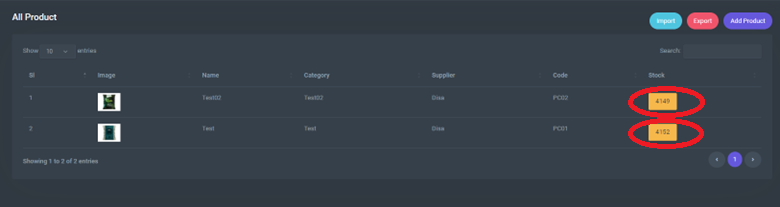 All Product
Import Export Add Product
Show 10 entries Search:
Sl Image Name Category Supplier Code Stock
1 Test02 Test02 Disa PC02 4149
2 Test Test Disa PC01 4152
Showing 1 to 2 of 2 entries 1